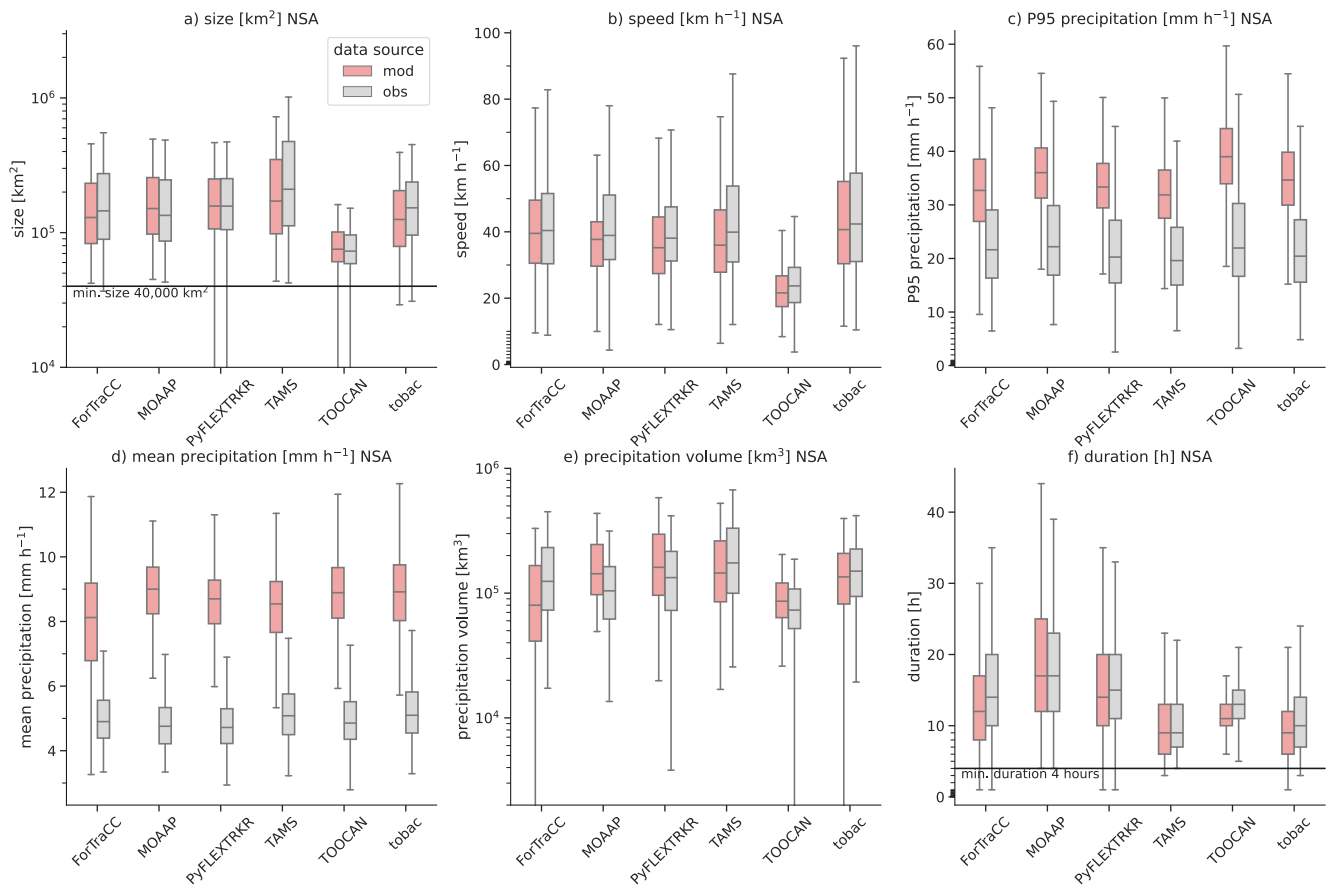 a) size [km²] NSA
data source
mod
obs
size [km²]
10⁶
10⁵
10⁴
min. size 40,000 km²
ForTraCC
MOAAP
PyFLEXTRKR
TAMS
TOOCAN
tobac
b) speed [km h⁻¹] NSA
speed [km h⁻¹]
100
80
60
40
20
0
ForTraCC
MOAAP
PyFLEXTRKR
TAMS
TOOCAN
tobac
c) P95 precipitation [mm h⁻¹] NSA
P95 precipitation [mm h⁻¹]
60
50
40
30
20
10
0
ForTraCC
MOAAP
PyFLEXTRKR
TAMS
TOOCAN
tobac
d) mean precipitation [mm h⁻¹] NSA
mean precipitation [mm h⁻¹]
12
10
8
6
4
ForTraCC
MOAAP
PyFLEXTRKR
TAMS
TOOCAN
tobac
e) precipitation volume [km³] NSA
precipitation volume [km³]
10⁶
10⁵
10⁴
ForTraCC
MOAAP
PyFLEXTRKR
TAMS
TOOCAN
tobac
f) duration [h] NSA
duration [h]
40
30
20
10
0
min. duration 4 hours
ForTraCC
MOAAP
PyFLEXTRKR
TAMS
TOOCAN
tobac